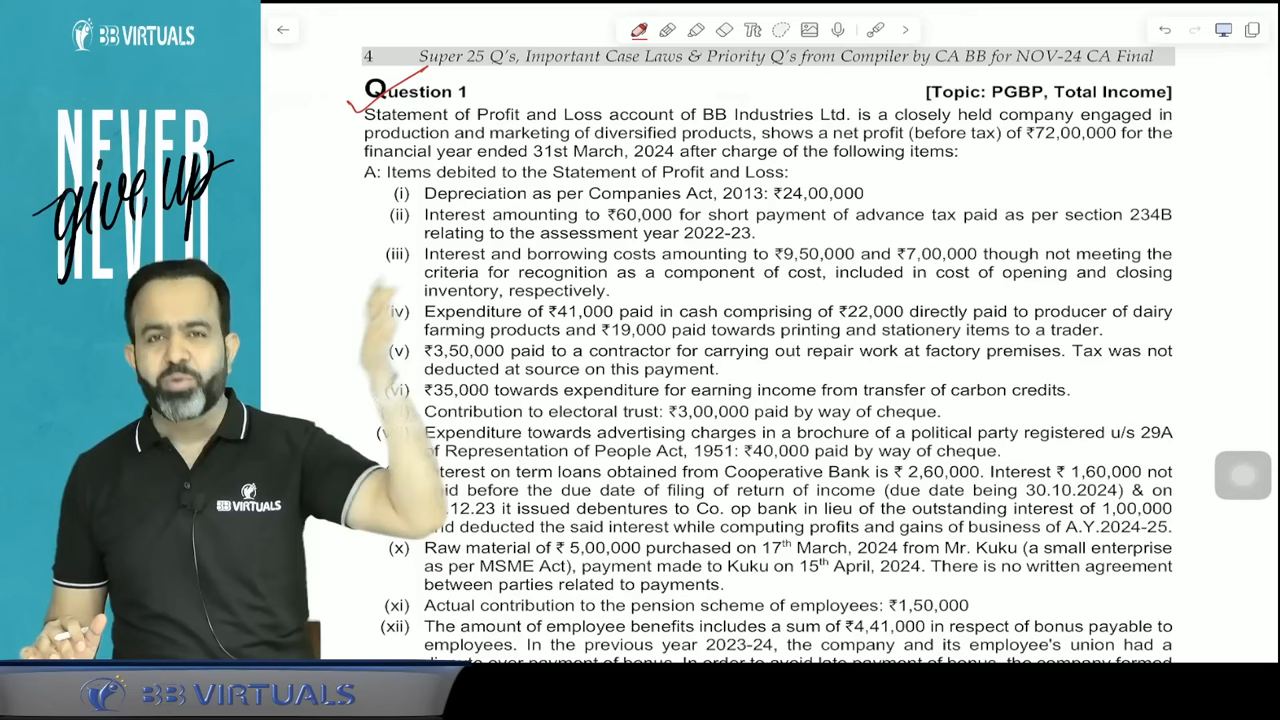 BB VIRTUALS
NEVER
give up
NEVER
4 Super 25 Q's, Important Case Laws & Priority Q's from Compiler by CA BB for NOV-24 CA Final
Question 1 [Topic: PGBP, Total Income]
Statement of Profit and Loss account of BB Industries Ltd. is a closely held company engaged in
production and marketing of diversified products, shows a net profit (before tax) of ₹72,00,000 for the
financial year ended 31st March, 2024 after charge of the following items:
A: Items debited to the Statement of Profit and Loss:
(i) Depreciation as per Companies Act, 2013: ₹24,00,000
(ii) Interest amounting to ₹60,000 for short payment of advance tax paid as per section 234B
relating to the assessment year 2022-23.
(iii) Interest and borrowing costs amounting to ₹9,50,000 and ₹7,00,000 though not meeting the
criteria for recognition as a component of cost, included in cost of opening and closing
inventory, respectively.
iv) Expenditure of ₹41,000 paid in cash comprising of ₹22,000 directly paid to producer of dairy
farming products and ₹19,000 paid towards printing and stationery items to a trader.
(v) ₹3,50,000 paid to a contractor for carrying out repair work at factory premises. Tax was not
deducted at source on this payment.
(vi) ₹35,000 towards expenditure for earning income from transfer of carbon credits.
Contribution to electoral trust: ₹3,00,000 paid by way of cheque.
Expenditure towards advertising charges in a brochure of a political party registered u/s 29A
of Representation of People Act, 1951: ₹40,000 paid by way of cheque.
nterest on term loans obtained from Cooperative Bank is ₹ 2,60,000. Interest ₹ 1,60,000 not
before the due date of filing of return of income (due date being 30.10.2024) & on
.12.23 it issued debentures to Co. op bank in lieu of the outstanding interest of 1,00,000
deducted the said interest while computing profits and gains of business of A.Y.2024-25.
(x) Raw material of ₹ 5,00,000 purchased on 17th March, 2024 from Mr. Kuku (a small enterprise
as per MSME Act), payment made to Kuku on 15th April, 2024. There is no written agreement
between parties related to payments.
(xi) Actual contribution to the pension scheme of employees: ₹1,50,000
(xii) The amount of employee benefits includes a sum of ₹4,41,000 in respect of bonus payable to
employees. In the previous year 2023-24, the company and its employee's union had a
BB VIRTUALS
BB VIRTUALS